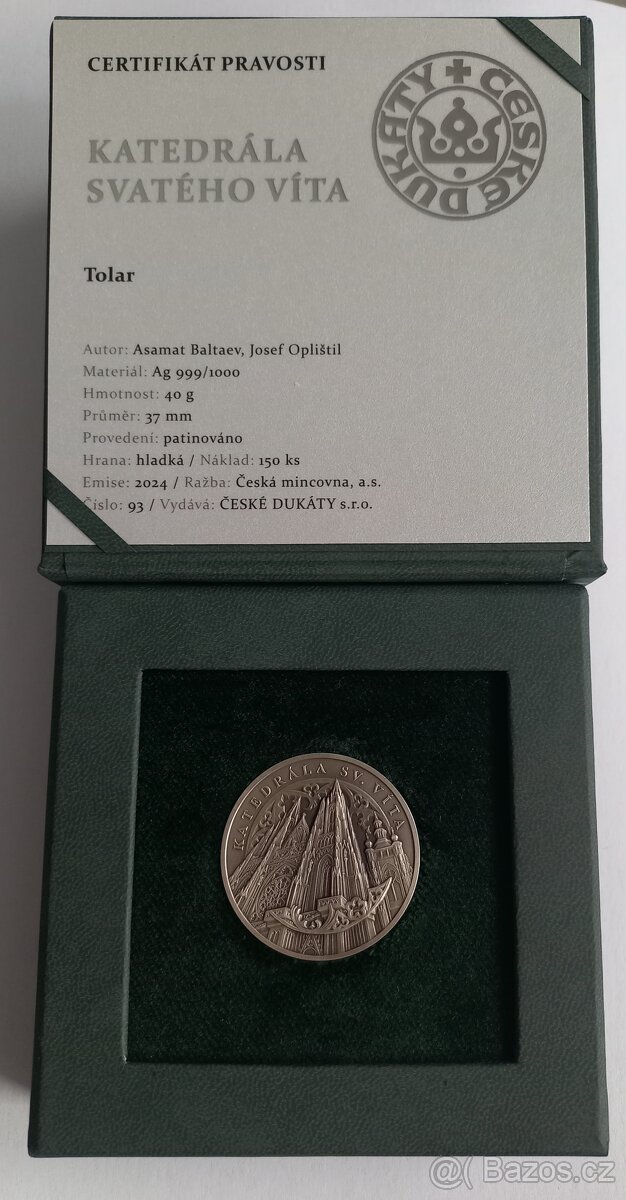 CERTIFIKÁT PRAVOSTI
ČESKÉ DUKÁTY
KATEDRÁLA
SVATÉHO VÍTA
Tolar
Autor: Asamat Baltaev, Josef Oplištil
Materiál: Ag 999/1000
Hmotnost: 40 g
Průměr: 37 mm
Provedení: patinováno
Hrana: hladká / Náklad: 150 ks
Emise: 2024 / Ražba: Česká mincovna, a.s.
Číslo: 93 / Vydává: ČESKÉ DUKÁTY s.r.o.
KATEDRÁLA SV. VÍTA
Bazos.cz